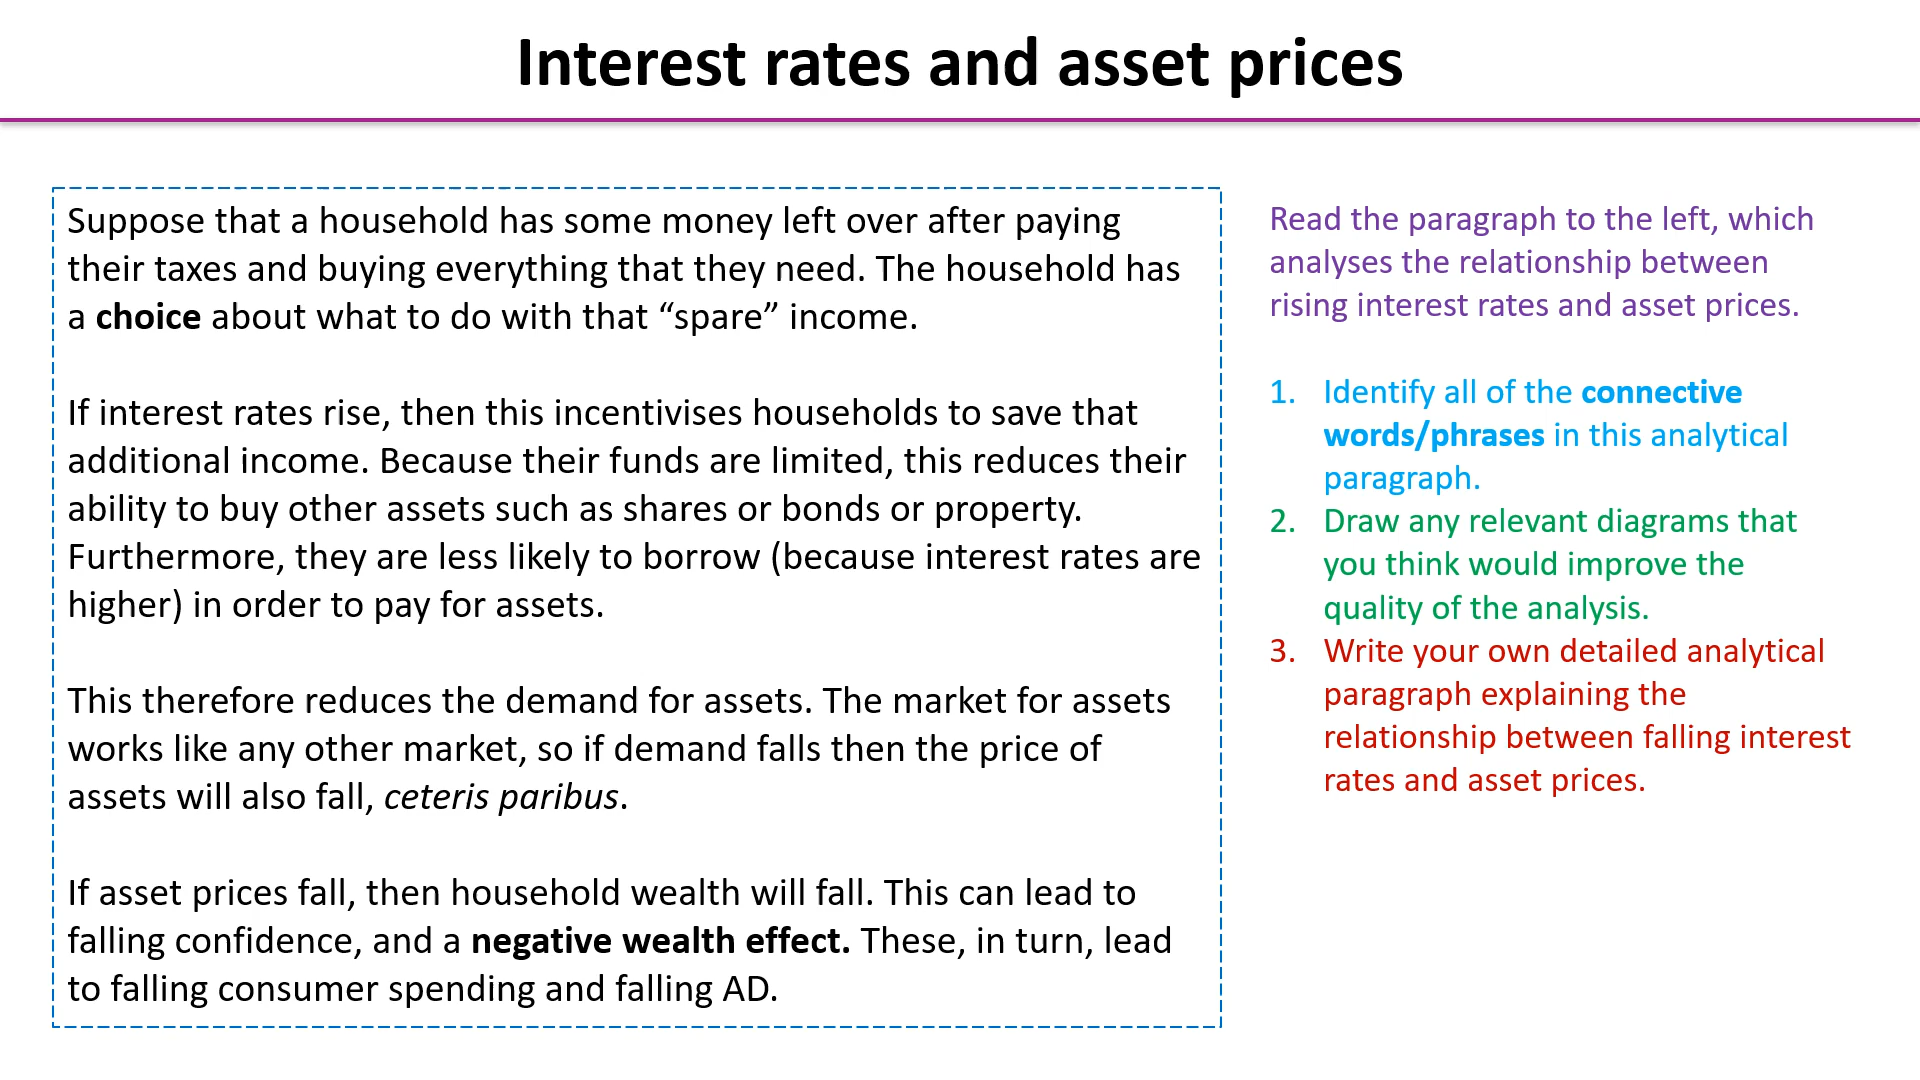 Interest rates and asset prices
Suppose that a household has some money left over after paying
their taxes and buying everything that they need. The household has
a choice about what to do with that “spare” income.
If interest rates rise, then this incentivises households to save that
additional income. Because their funds are limited, this reduces their
ability to buy other assets such as shares or bonds or property.
Furthermore, they are less likely to borrow (because interest rates are
higher) in order to pay for assets.
This therefore reduces the demand for assets. The market for assets
works like any other market, so if demand falls then the price of
assets will also fall, ceteris paribus.
If asset prices fall, then household wealth will fall. This can lead to
falling confidence, and a negative wealth effect. These, in turn, lead
to falling consumer spending and falling AD.
Read the paragraph to the left, which
analyses the relationship between
rising interest rates and asset prices.
1. Identify all of the connective
words/phrases in this analytical
paragraph.
2. Draw any relevant diagrams that
you think would improve the
quality of the analysis.
3. Write your own detailed analytical
paragraph explaining the
relationship between falling interest
rates and asset prices.